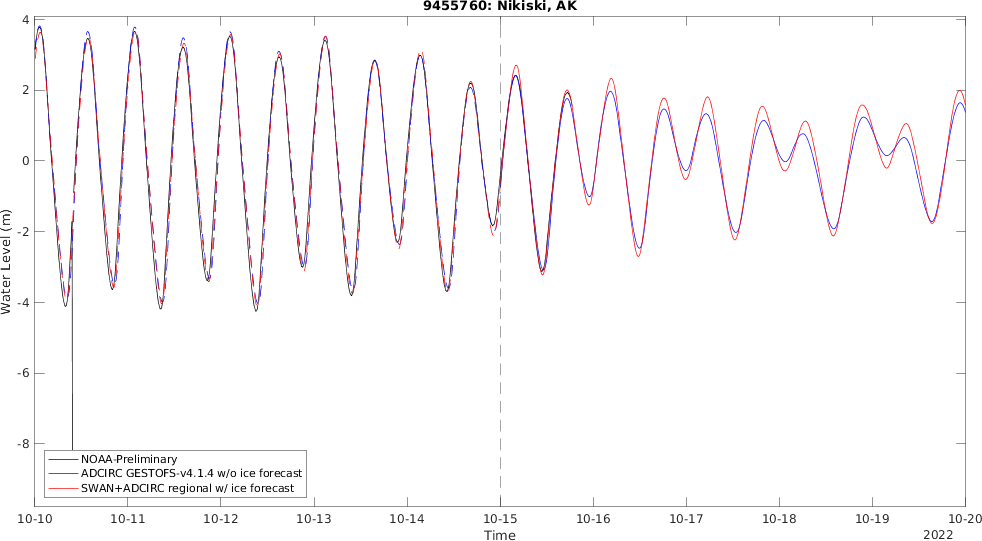 9455760: Nikiski, AK
4
2
0
-2
-4
-6
-8
Water Level (m)
NOAA-Preliminary
ADCIRC GESTOFS-v4.1.4 w/o ice forecast
SWAN+ADCIRC regional w/ ice forecast
10-10 10-11 10-12 10-13 10-14 10-15 10-16 10-17 10-18 10-19 10-20
Time
2022